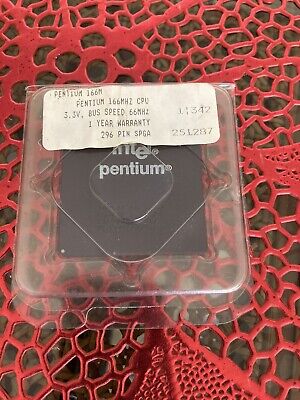 PENTIUM 166M
PENTIUM 166MHZ CPU
3.3V, BUS SPEED 66MHZ 11342
1 YEAR WARRANTY
296 PIN SPGA 251287
intel®
pentium®